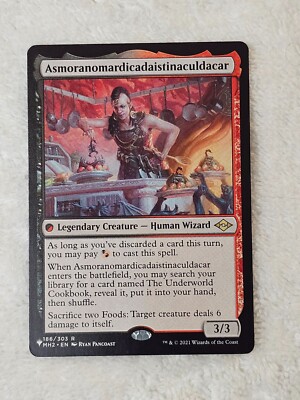 Asmoranomardicadaistinaculdacar
Legendary Creature — Human Wizard
As long as you've discarded a card this turn,
you may pay to cast this spell.
When Asmoranomardicadaistinaculdacar
enters the battlefield, you may search your
library for a card named The Underworld
Cookbook, reveal it, put it into your hand,
then shuffle.
Sacrifice two Foods: Target creature deals 6
damage to itself.
3/3
186/303 R
MH2 • EN Ryan Pancoast
™ & © 2021 Wizards of the Coast